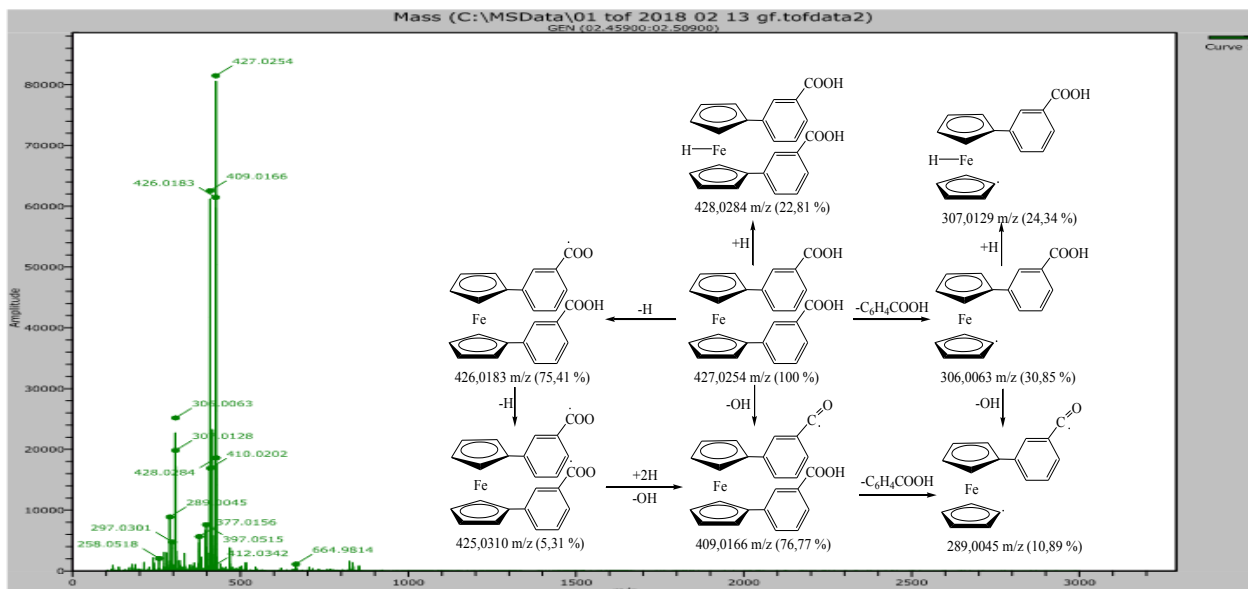 Mass (C:\MSData\01 tof 2018 02 13 gf.tofdata2)
GEN (02.45900:02.50900)
Curve
Amplitude
80000
70000
60000
50000
40000
30000
20000
10000
0
0
500
1000
1500
2000
2500
3000
427.0254
426.0183
409.0166
306.0063
428.0284
410.0202
289.0045
297.0301
377.0156
397.0515
258.0518
412.0342
664.9814
COOH
COOH
H—Fe
428,0284 m/z (22,81 %)
COOH
H—Fe
307,0129 m/z (24,34 %)
+H
+H
COO
COOH
Fe
426,0183 m/z (75,41 %)
-H
COOH
COOH
Fe
427,0254 m/z (100 %)
-C6H4COOH
COOH
Fe
306,0063 m/z (30,85 %)
-H
-OH
-OH
COO
COO
Fe
425,0310 m/z (5,31 %)
+2H
-OH
O
C
COOH
Fe
409,0166 m/z (76,77 %)
-C6H4COOH
O
C
Fe
289,0045 m/z (10,89 %)